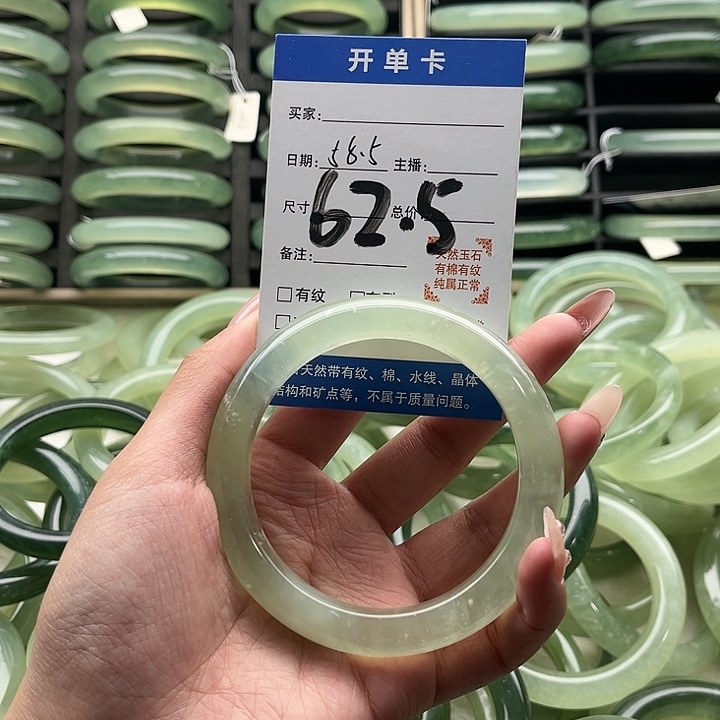 开单卡
买家:
日期: 58.5 主播:
尺寸 62.5 总价
备注:
天然玉石
有棉有纹
纯属正常
□有纹
天然带有纹、棉、水线、晶体
结构和矿点等，不属于质量问题。